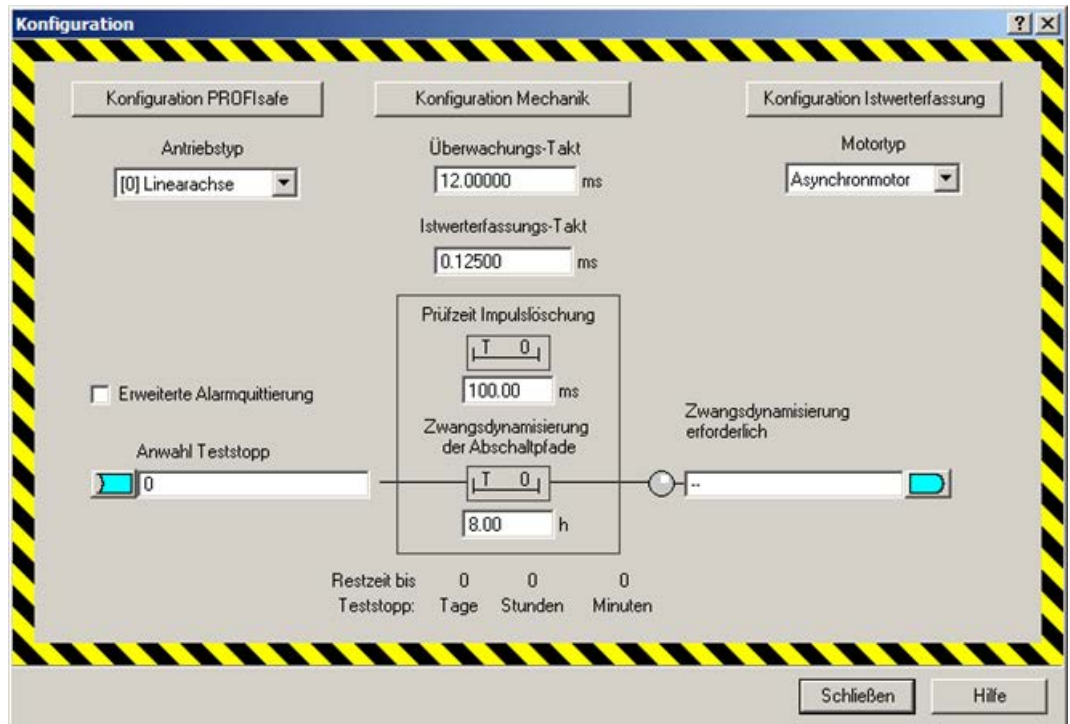 Konfiguration
Konfiguration PROFIsafe
Konfiguration Mechanik
Konfiguration Istwerterfassung
Antriebstyp
Überwachungs-Takt
Motortyp
[0] Linearachse
12.00000 ms
Asynchronmotor
Istwerterfassungs-Takt
0.12500 ms
Prüfzeit Impulslöschung
T 0
100.00 ms
Erweiterte Alarmquittierung
Zwangsdynamisierung
der Abschaltpfade
Zwangsdynamisierung
erforderlich
Anwahl Teststopp
0
T 0
--
8.00 h
Restzeit bis 0 0 0
Teststopp: Tage Stunden Minuten
Schließen
Hilfe